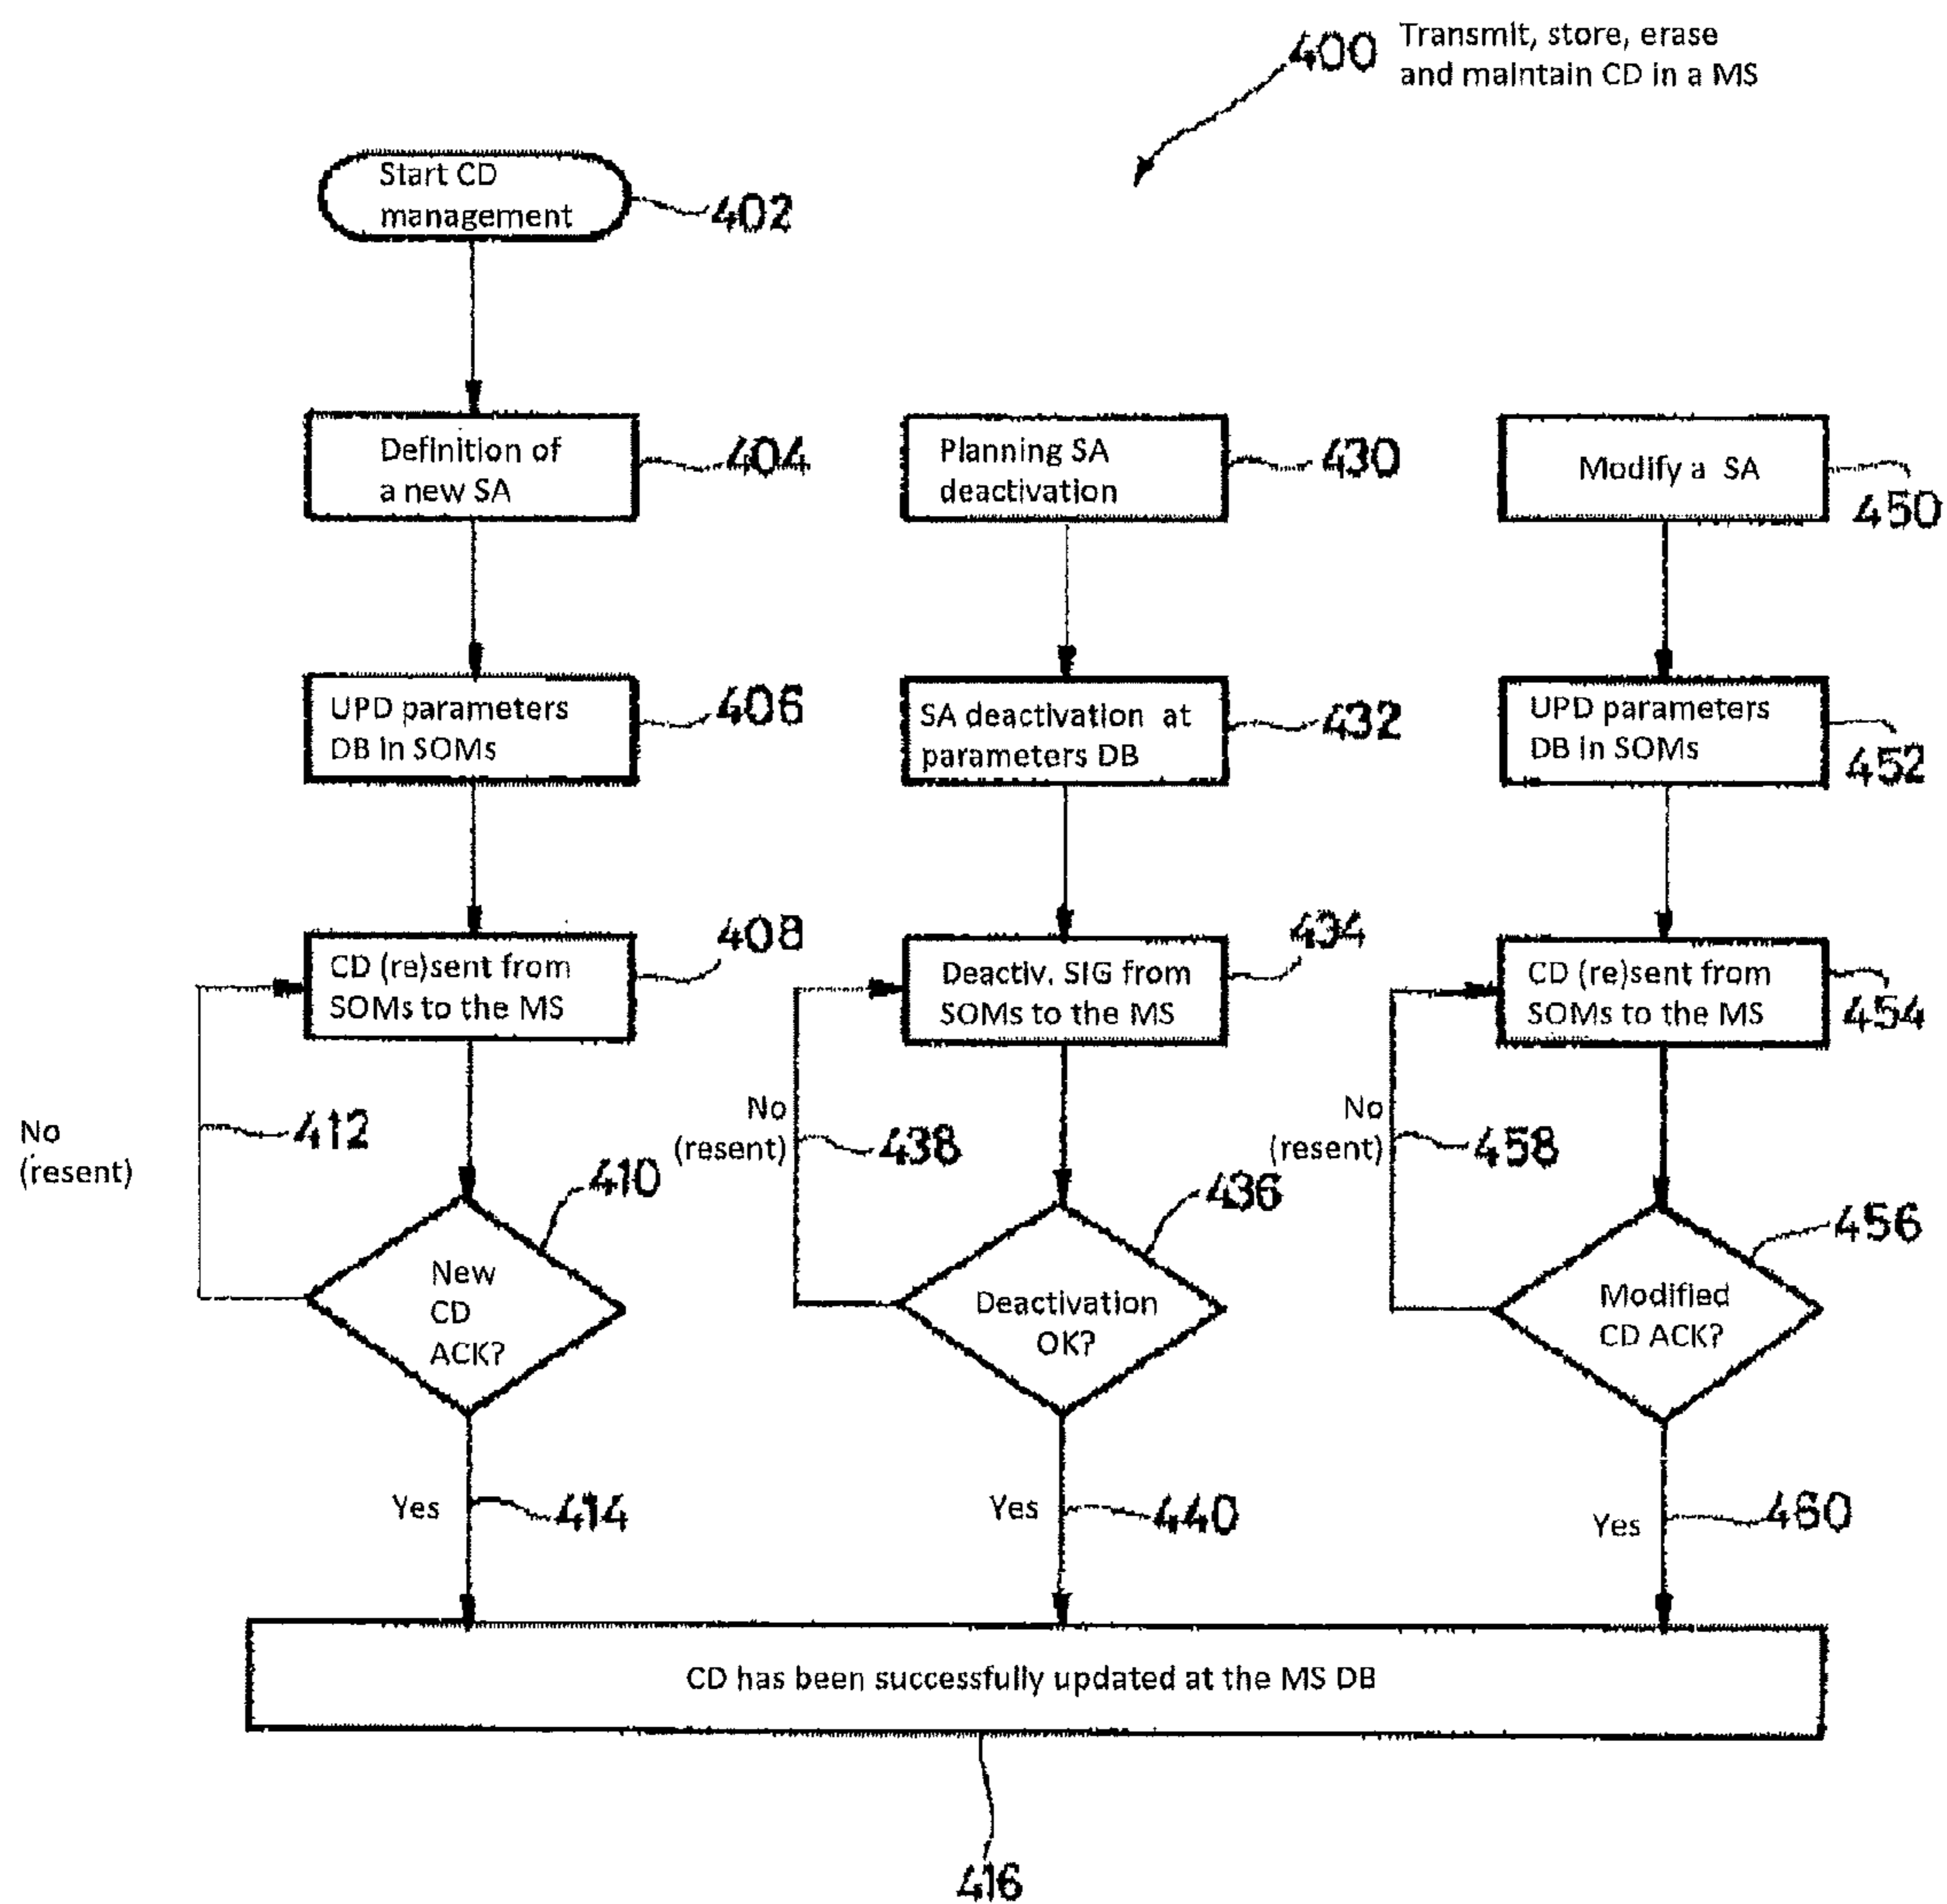 400
Transmit, store, erase
and maintain CD in a MS
Start CD
management
402
Definition of
a new SA
404
Planning SA
deactivation
430
Modify a SA
450
UPD parameters
DB in SOMs
406
SA deactivation at
parameters DB
432
UPD parameters
DB in SOMs
452
CD (re)sent from
SOMs to the MS
408
Deactiv. SIG from
SOMs to the MS
434
CD (re)sent from
SOMs to the MS
454
No
(resent)
412
No
(resent)
438
No
(resent)
458
New
CD
ACK?
410
Deactivation
OK?
436
Modified
CD ACK?
456
Yes
414
Yes
440
Yes
460
CD has been successfully updated at the MS DB
416